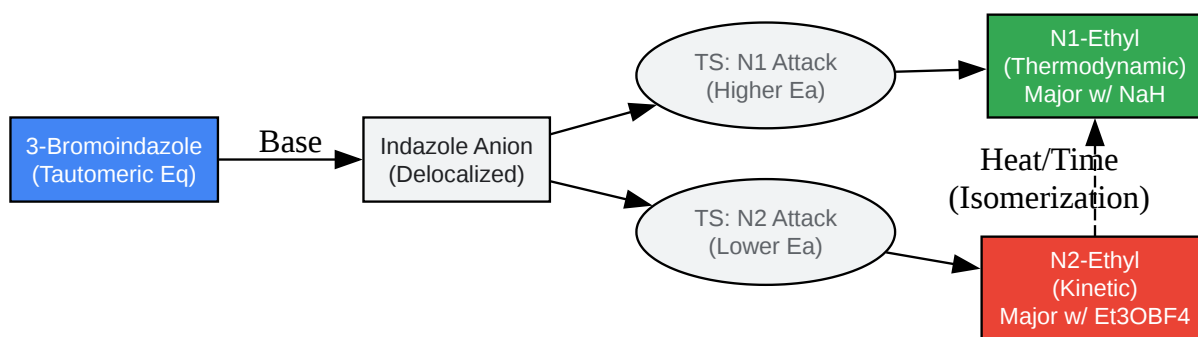 3-Bromoindazole
(Tautomeric Eq)
Base
Indazole Anion
(Delocalized)
TS: N1 Attack
(Higher Ea)
TS: N2 Attack
(Lower Ea)
N1-Ethyl
(Thermodynamic)
Major w/ NaH
Heat/Time
(Isomerization)
N2-Ethyl
(Kinetic)
Major w/ Et3OBF4